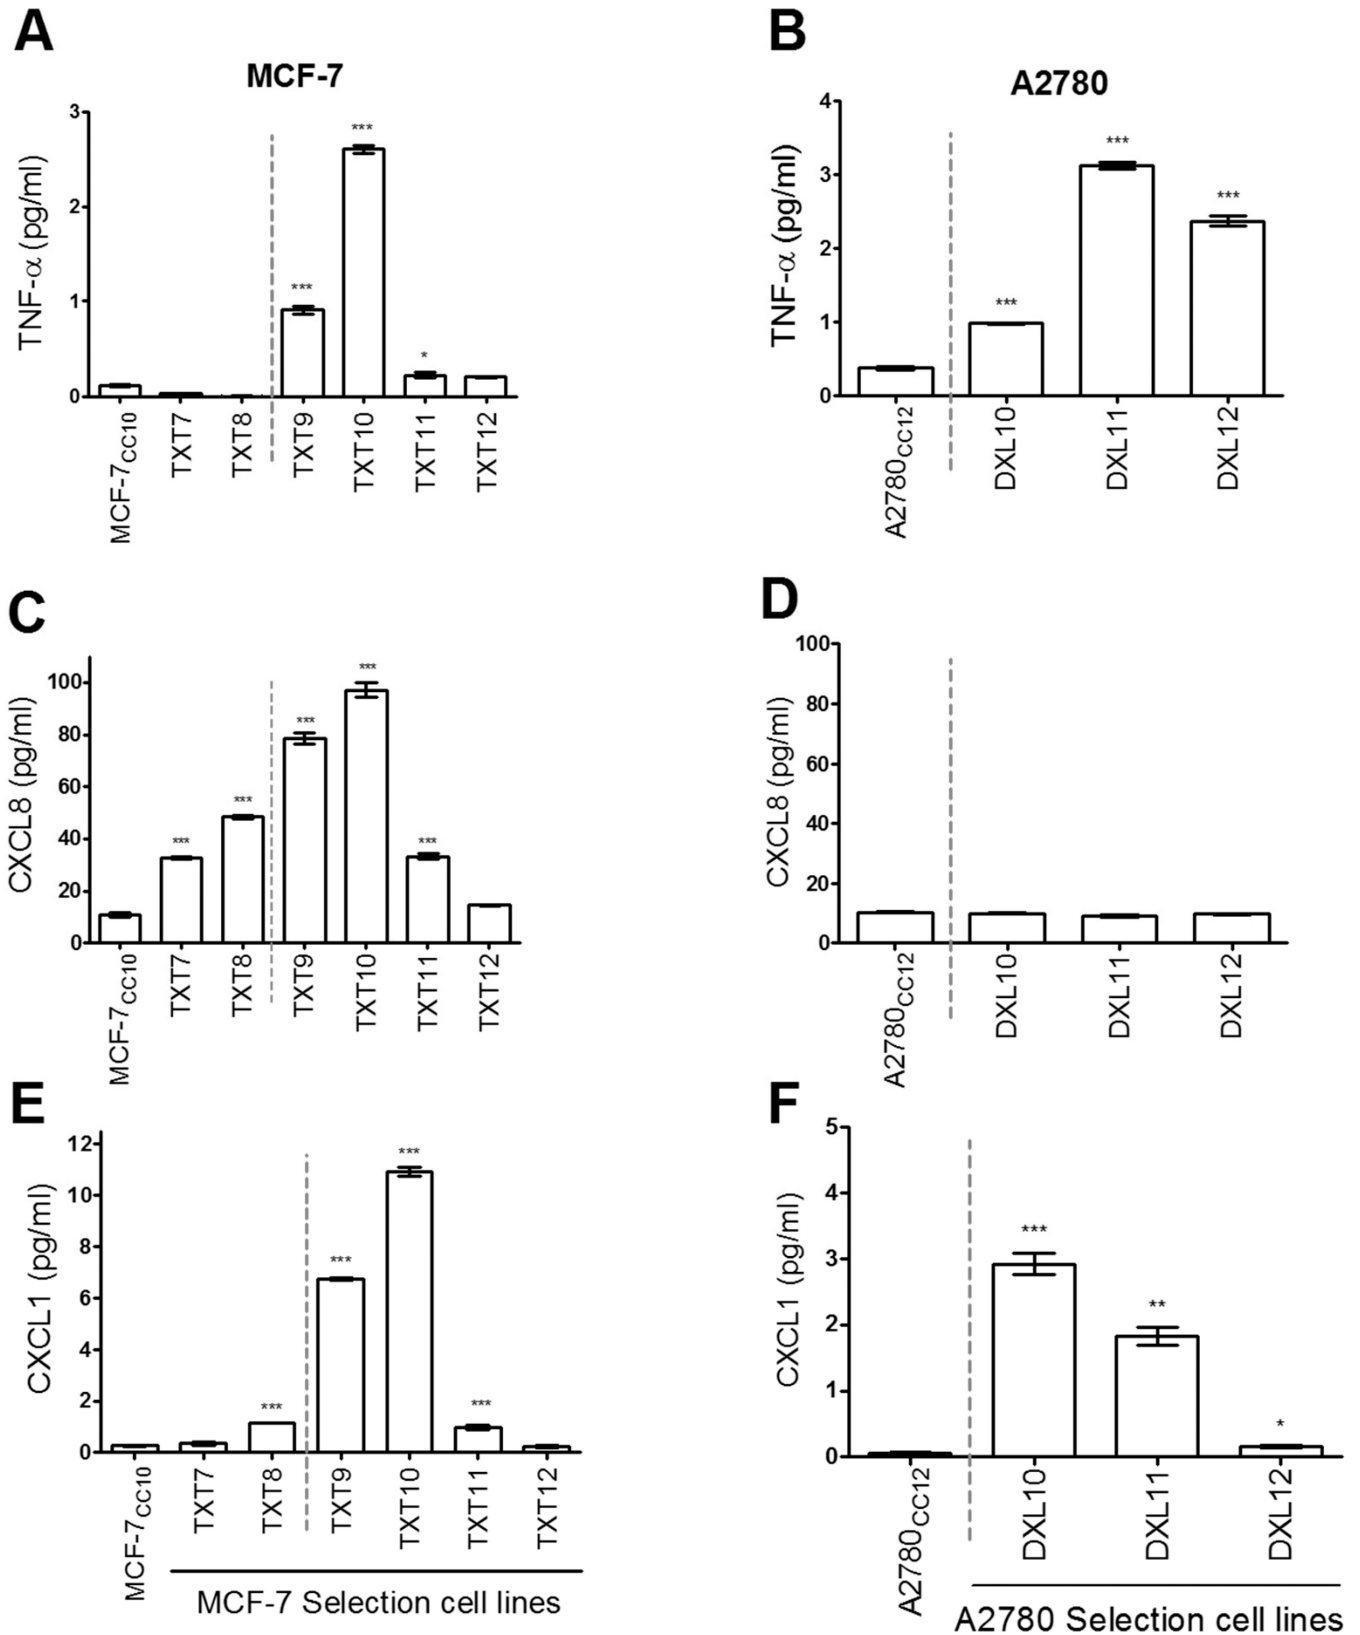 A
MCF-7
TNF-α (pg/ml)
3
2
1
0
***
***
*
MCF-7CC10
TXT7
TXT8
TXT9
TXT10
TXT11
TXT12
B
A2780
TNF-α (pg/ml)
4
3
2
1
0
***
***
***
A2780CC12
DXL10
DXL11
DXL12
C
CXCL8 (pg/ml)
100
80
60
40
20
0
***
***
***
***
***
MCF-7CC10
TXT7
TXT8
TXT9
TXT10
TXT11
TXT12
D
CXCL8 (pg/ml)
100
80
60
40
20
0
A2780CC12
DXL10
DXL11
DXL12
E
CXCL1 (pg/ml)
12
10
8
6
4
2
0
***
***
***
***
MCF-7CC10
TXT7
TXT8
TXT9
TXT10
TXT11
TXT12
MCF-7 Selection cell lines
F
CXCL1 (pg/ml)
5
4
3
2
1
0
***
**
*
A2780CC12
DXL10
DXL11
DXL12
A2780 Selection cell lines